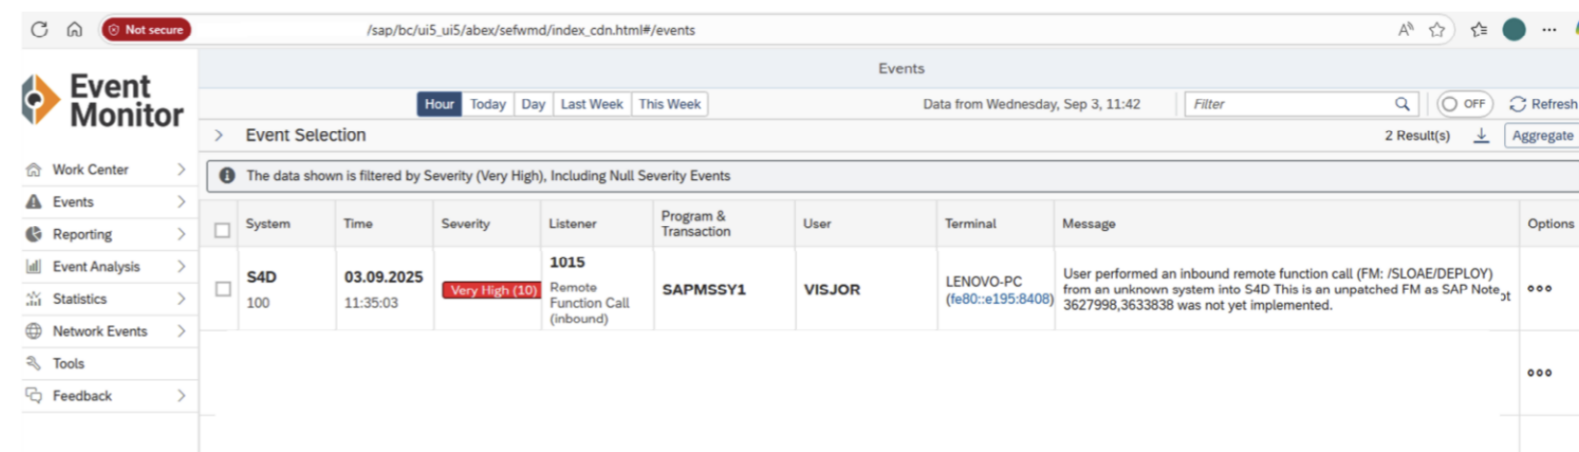 Not secure
/sap/bc/ui5_ui5/abex/sefwmd/index_cdn.html#/events
Event
Monitor
Events
Hour Today Day Last Week This Week
Data from Wednesday, Sep 3, 11:42
Filter
OFF
Refresh
Event Selection
2 Result(s)
Aggregate
The data shown is filtered by Severity (Very High), Including Null Severity Events
Work Center
Events
Reporting
Event Analysis
Statistics
Network Events
Tools
Feedback
System
Time
Severity
Listener
Program &
Transaction
User
Terminal
Message
Options
S4D
100
03.09.2025
11:35:03
Very High (10)
1015
Remote
Function Call
(inbound)
SAPMSSY1
VISJOR
LENOVO-PC
(fe80::e195:8408)
User performed an inbound remote function call (FM: /SLOAE/DEPLOY)
from an unknown system into S4D This is an unpatched FM as SAP Note
3627998,3633838 was not yet implemented.